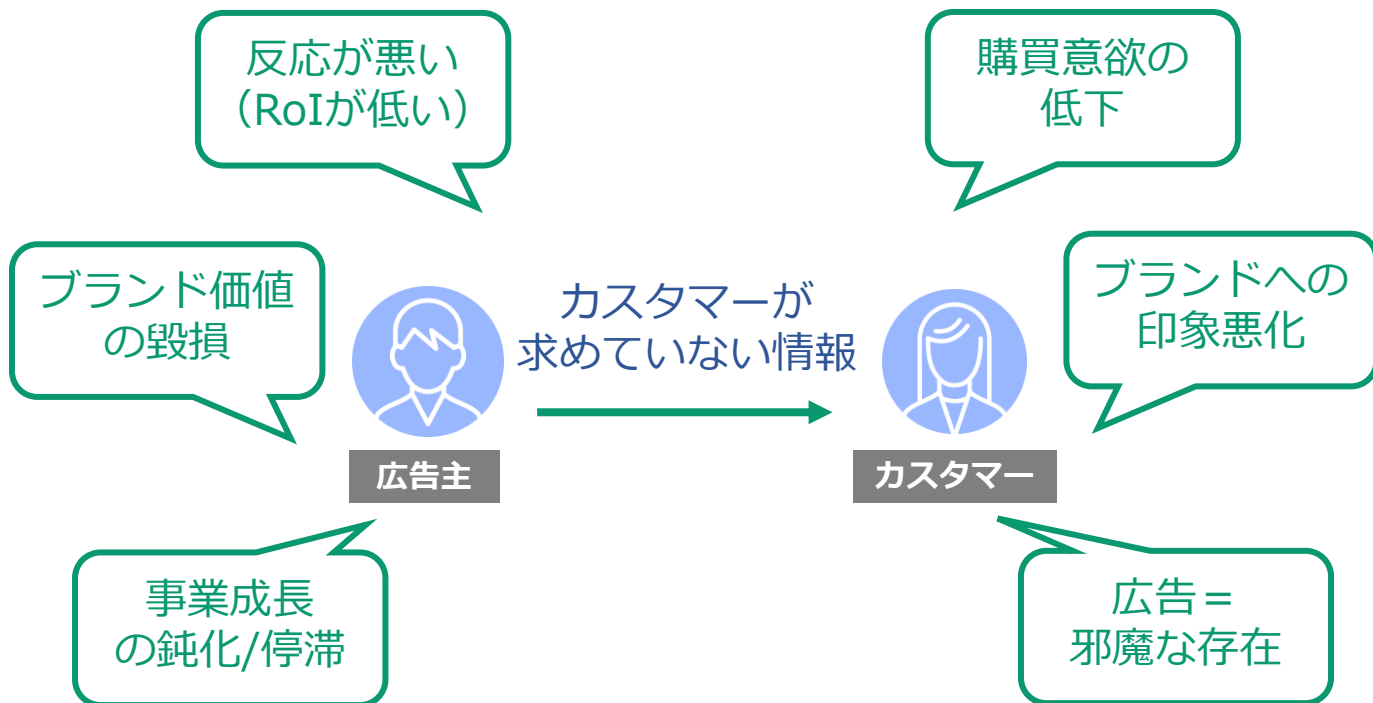 反応が悪い
（RoIが低い）
購買意欲の
低下
ブランド価値
の毀損
カスタマーが
求めていない情報
ブランドへの
印象悪化
広告主
カスタマー
事業成長
の鈍化/停滞
広告＝
邪魔な存在